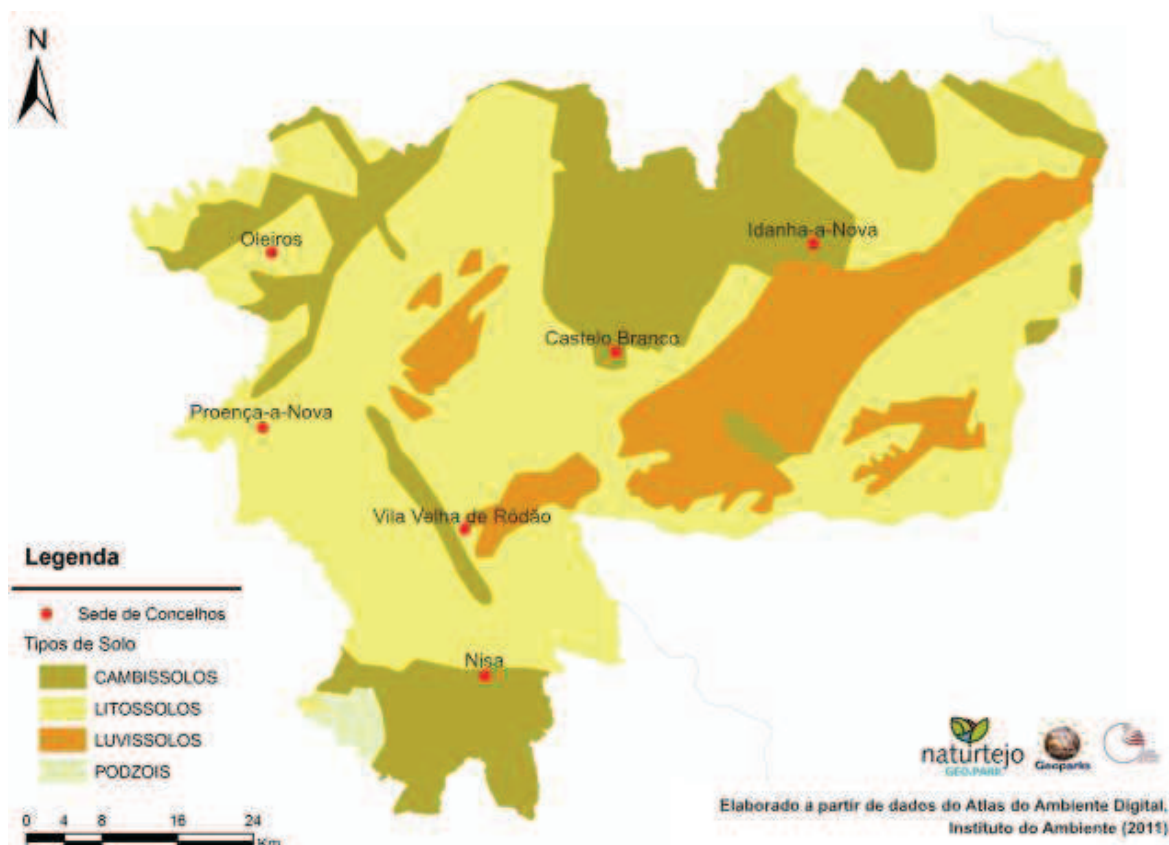 N
Oleiros
Idanha-a-Nova
Castelo Branco
Proença-a-Nova
Vila Velha de Ródão
Nisa
Legenda
Sede de Concelhos
Tipos de Solo
CAMBISSOLOS
LITOSSOLOS
LUVISSOLOS
PODZOIS
0 4 8 16 24
Km
naturtejo
GEOPARK
Geoparks
Elaborado a partir de dados do Atlas do Ambiente Digital,
Instituto do Ambiente (2011)